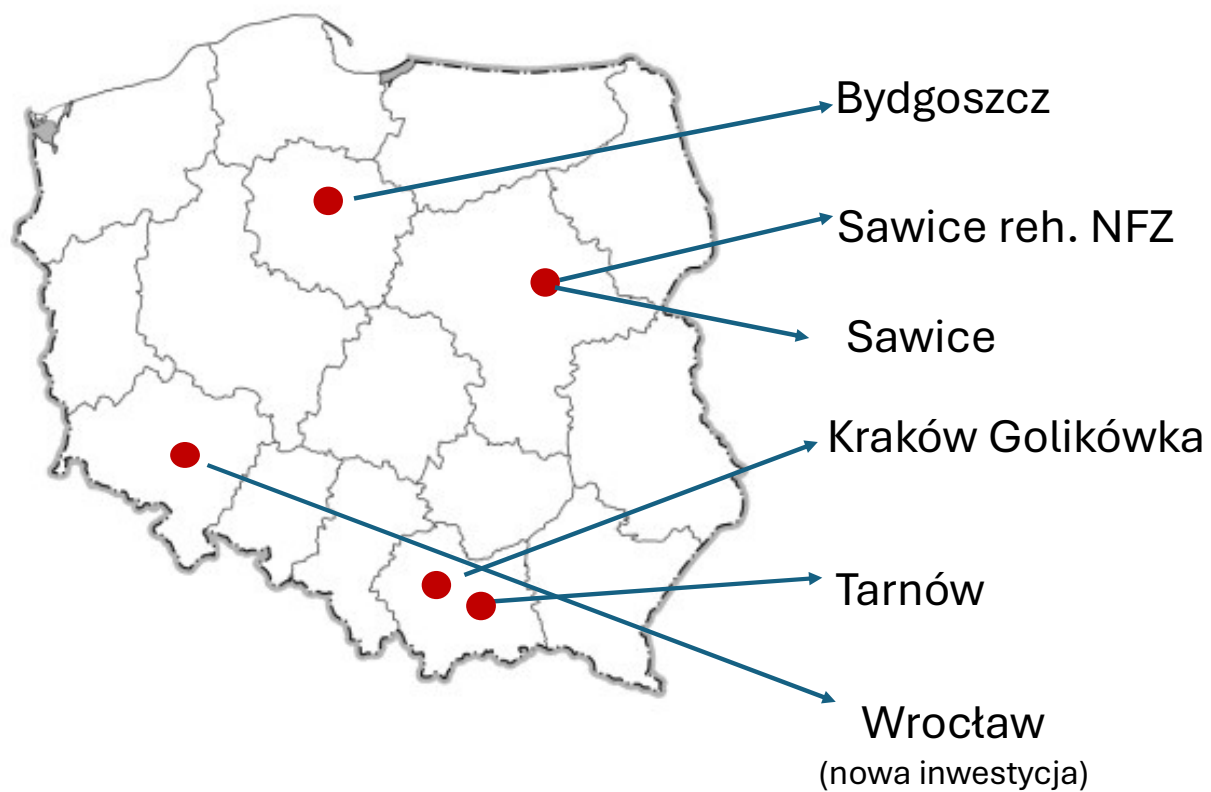 Bydgoszcz
Sawice reh. NFZ
Sawice
Kraków Golikówka
Tarnów
Wrocław
(nowa inwestycja)